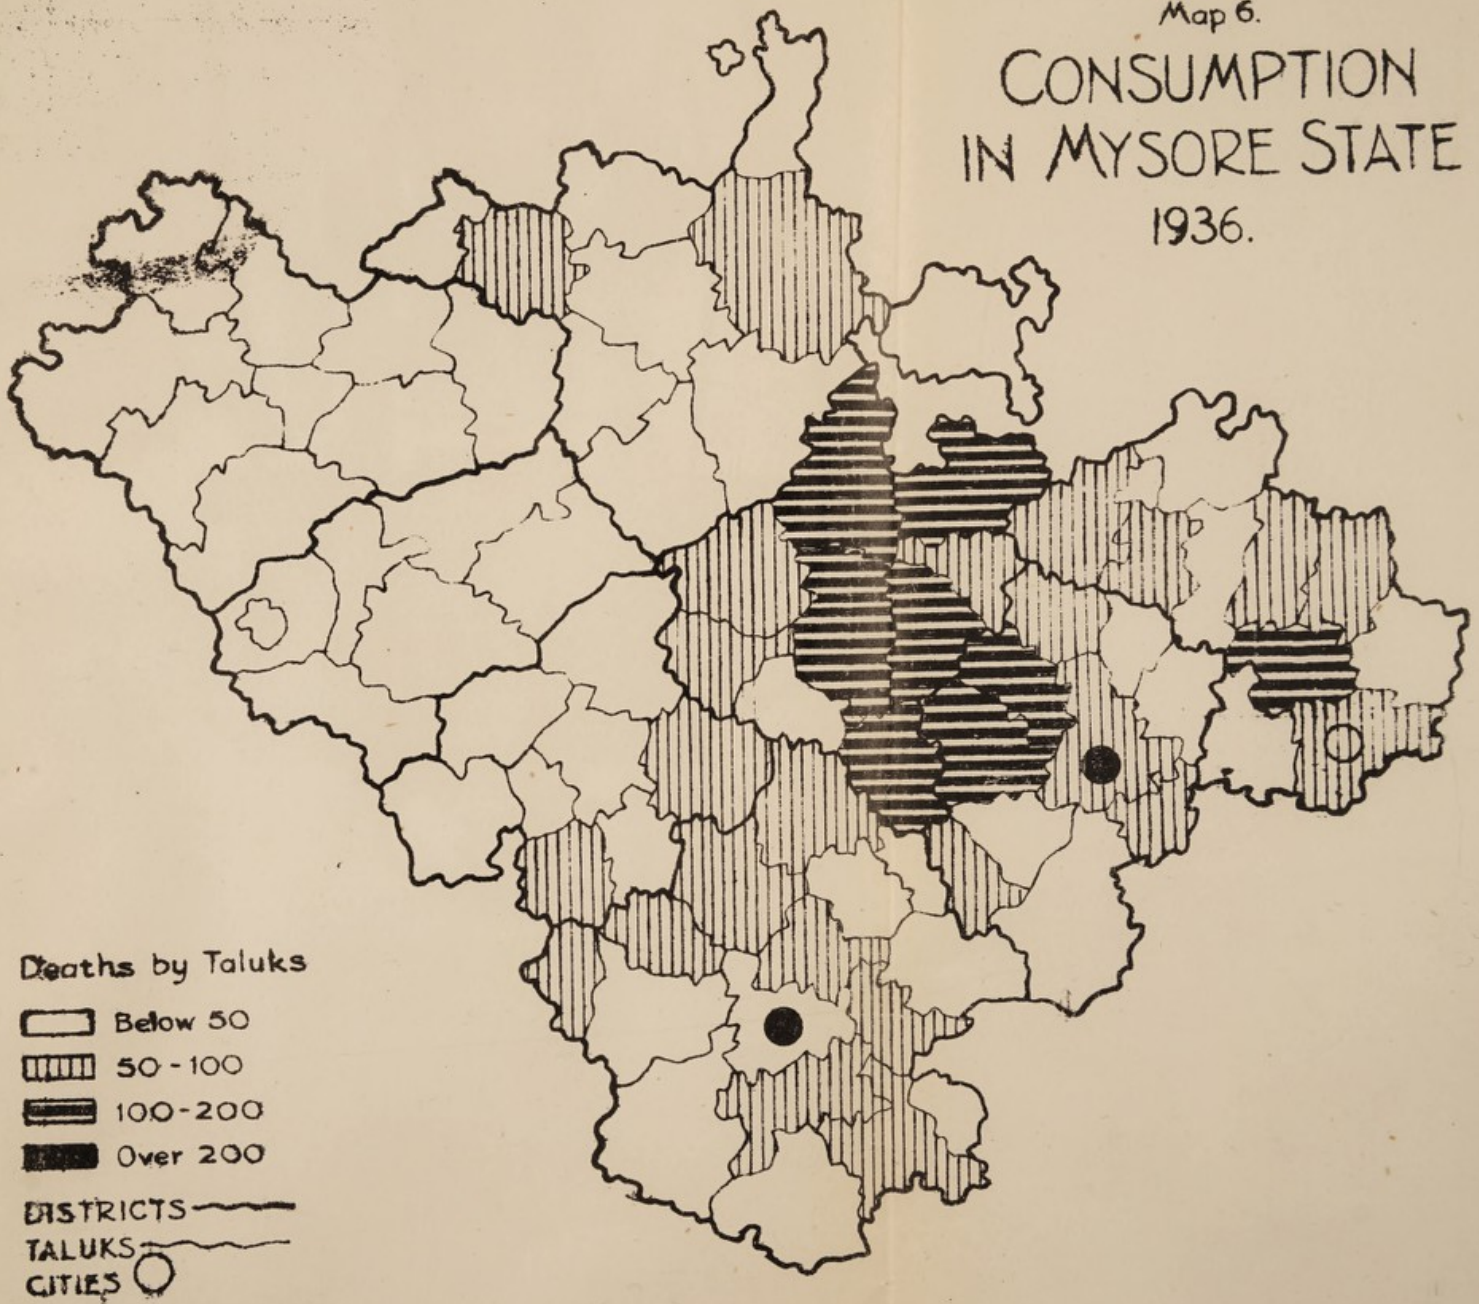 Map 6.
CONSUMPTION
IN MYSORE STATE
1936.
Deaths by Taluks
Below 50
50-100
100-200
Over 200
DISTRICTS
TALUKS
CITIES